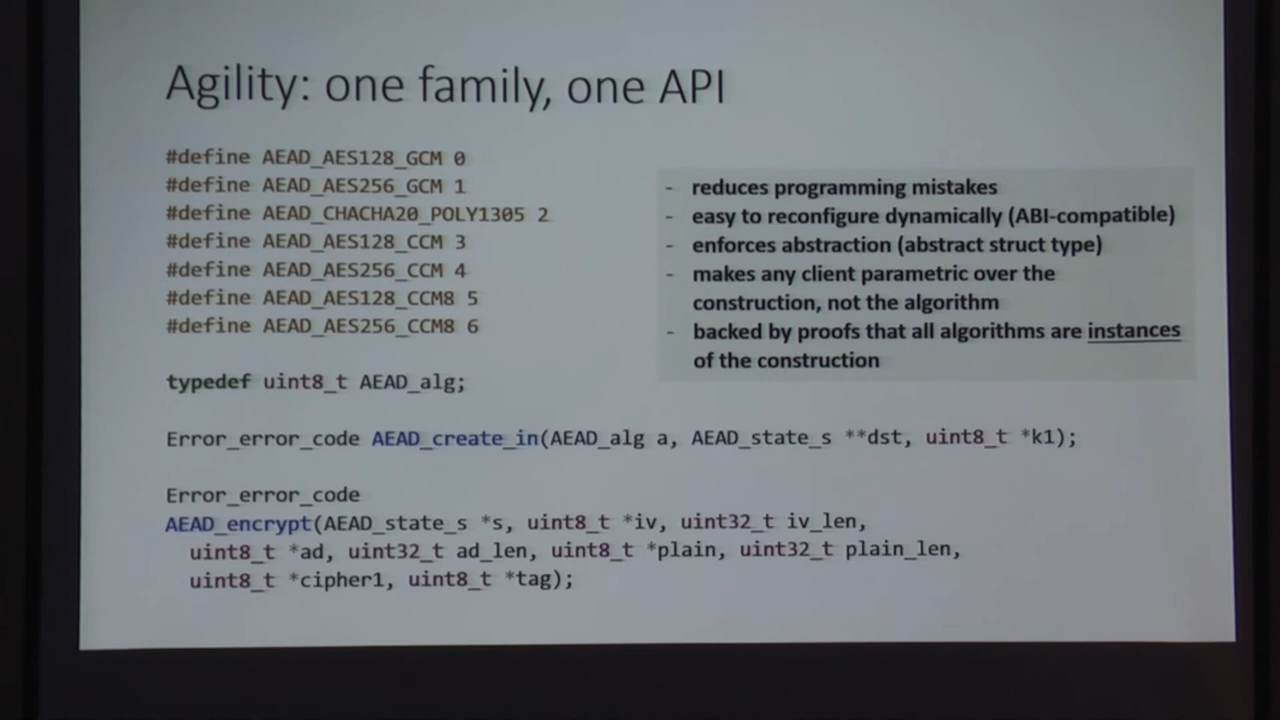 Agility: one family, one API
#define AEAD_AES128_GCM 0
#define AEAD_AES256_GCM 1
#define AEAD_CHACHA20_POLY1305 2
#define AEAD_AES128_CCM 3
#define AEAD_AES256_CCM 4
#define AEAD_AES128_CCM8 5
#define AEAD_AES256_CCM8 6
- reduces programming mistakes
- easy to reconfigure dynamically (ABI-compatible)
- enforces abstraction (abstract struct type)
- makes any client parametric over the
construction, not the algorithm
- backed by proofs that all algorithms are instances
of the construction
typedef uint8_t AEAD_alg;
Error_error_code AEAD_create_in(AEAD_alg a, AEAD_state_s **dst, uint8_t *k1);
Error_error_code
AEAD_encrypt(AEAD_state_s *s, uint8_t *iv, uint32_t iv_len,
uint8_t *ad, uint32_t ad_len, uint8_t *plain, uint32_t plain_len,
uint8_t *cipher1, uint8_t *tag);